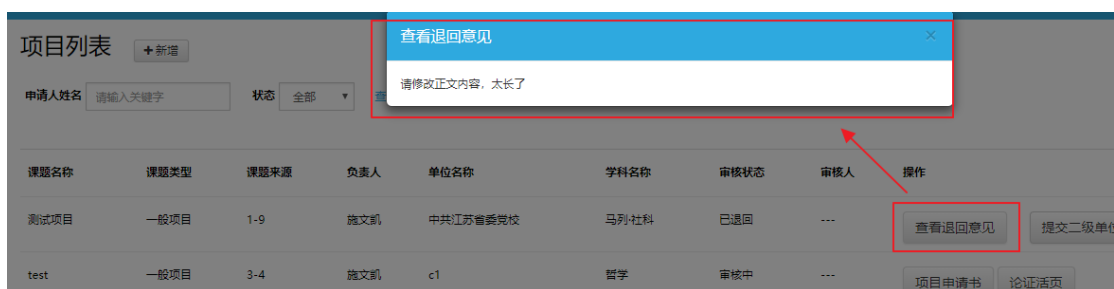 项目列表 +新增
查看退回意见 ×
请修改正文内容，太长了
申请人姓名 请输入关键字 状态 全部 查
课题名称 课题类型 课题来源 负责人 单位名称 学科名称 审核状态 审核人 操作
测试项目 一般项目 1-9 施文凯 中共江苏省委党校 马列·社科 已退回 --- 查看退回意见 提交二级单位
test 一般项目 3-4 施文凯 c1 哲学 审核中 --- 项目申请书 论证活页